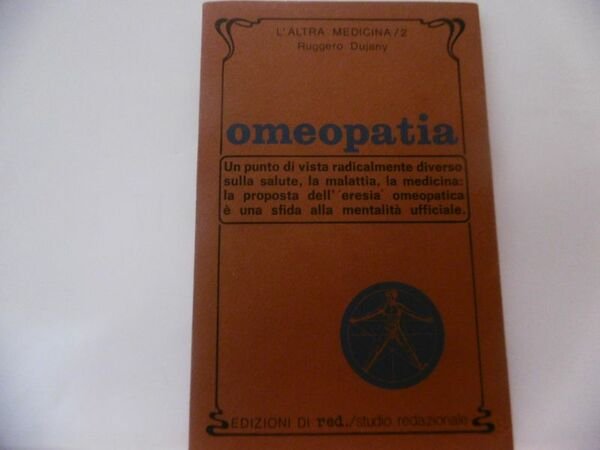 L'ALTRA MEDICINA/2
Ruggero Dujany
omeopatia
Un punto di vista radicalmente diverso
sulla salute, la malattia, la medicina:
la proposta dell'"eresia" omeopatica
è una sfida alla mentalità ufficiale.
EDIZIONI DI red./studio redazionale